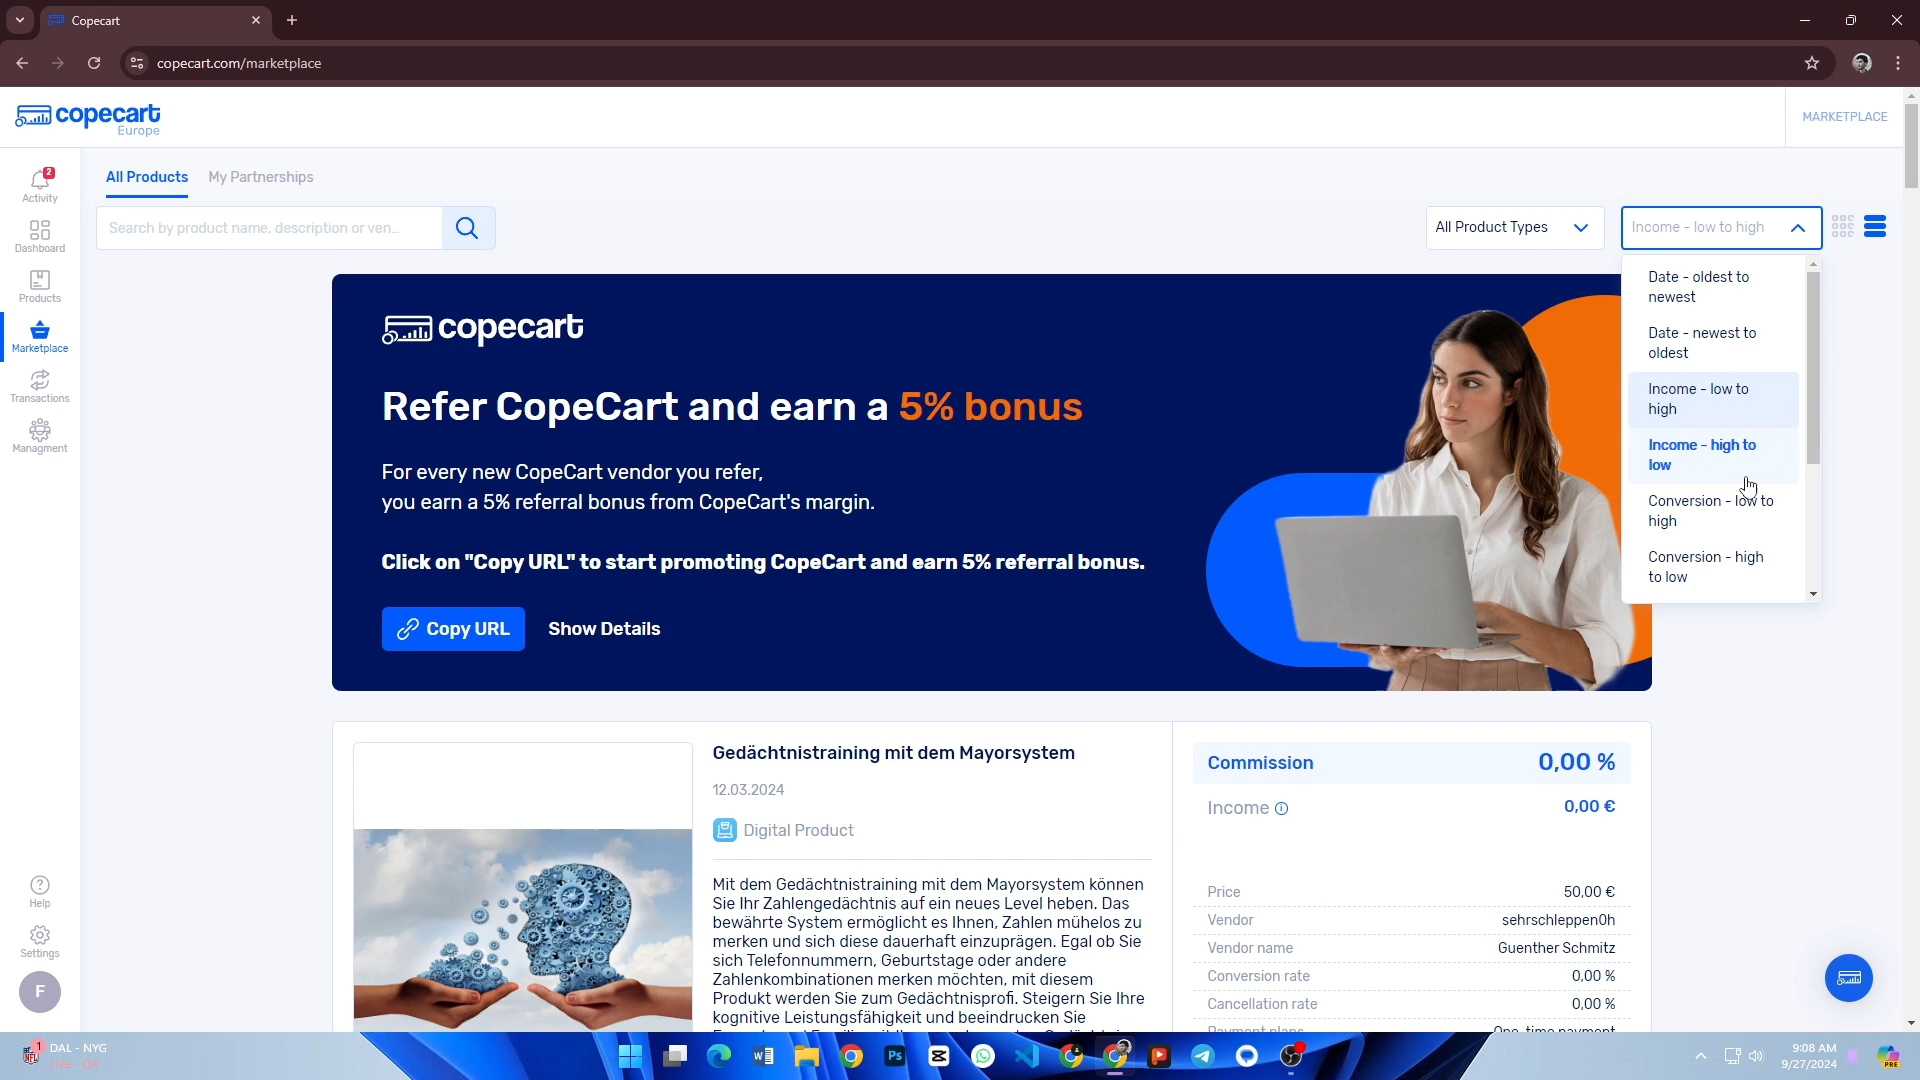 Copecart
copecart.com/marketplace
copecart
Europe
MARKETPLACE
2
Activity
Dashboard
Products
Marketplace
Transactions
Managment
Help
Settings
F
All Products
My Partnerships
Search by product name, description or ven...
All Product Types
Income - low to high
Date - oldest to
newest
Date - newest to
oldest
Income - low to
high
Income - high to
low
Conversion - low to
high
Conversion - high
to low
copecart
Refer CopeCart and earn a 5% bonus
For every new CopeCart vendor you refer,
you earn a 5% referral bonus from CopeCart's margin.
Click on "Copy URL" to start promoting CopeCart and earn 5% referral bonus.
Copy URL
Show Details
Gedächtnistraining mit dem Mayorsystem
12.03.2024
Digital Product
Mit dem Gedächtnistraining mit dem Mayorsystem können
Sie Ihr Zahlengedächtnis auf ein neues Level heben. Das
bewährte System ermöglicht es Ihnen, Zahlen mühelos zu
merken und sich diese dauerhaft einzuprägen. Egal ob Sie
sich Telefonnummern, Geburtstage oder andere
Zahlenkombinationen merken möchten, mit diesem
Produkt werden Sie zum Gedächtnisprofi. Steigern Sie Ihre
kognitive Leistungsfähigkeit und beeindrucken Sie
Commission 0,00 %
Income 0,00 €
Price 50,00 €
Vendor sehrschleppen0h
Vendor name Guenther Schmitz
Conversion rate 0,00 %
Cancellation rate 0,00 %
Payment plans One-time payment
1
DAL - NYG
Live - Q4
9:08 AM
9/27/2024